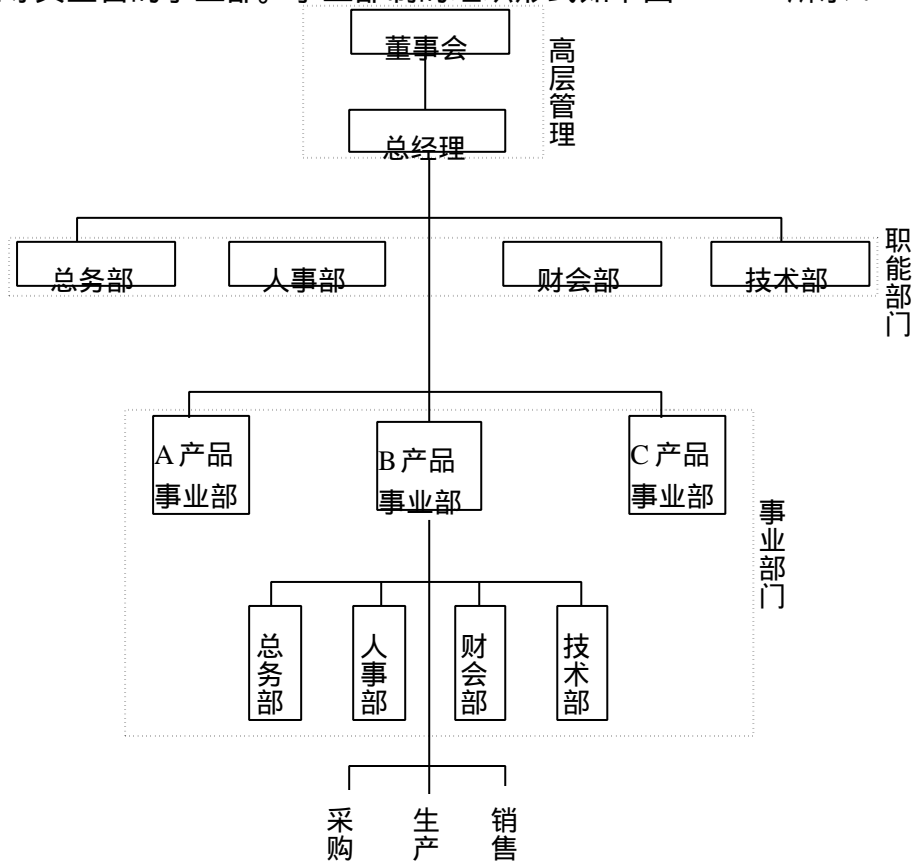 董事会
高层管理
总经理
职能部门
总务部 人事部 财会部 技术部
A 产品 B 产品 C 产品
事业部 事业部 事业部
事业部门
总务部 人事部 财会部 技术部
采购 生产 销售